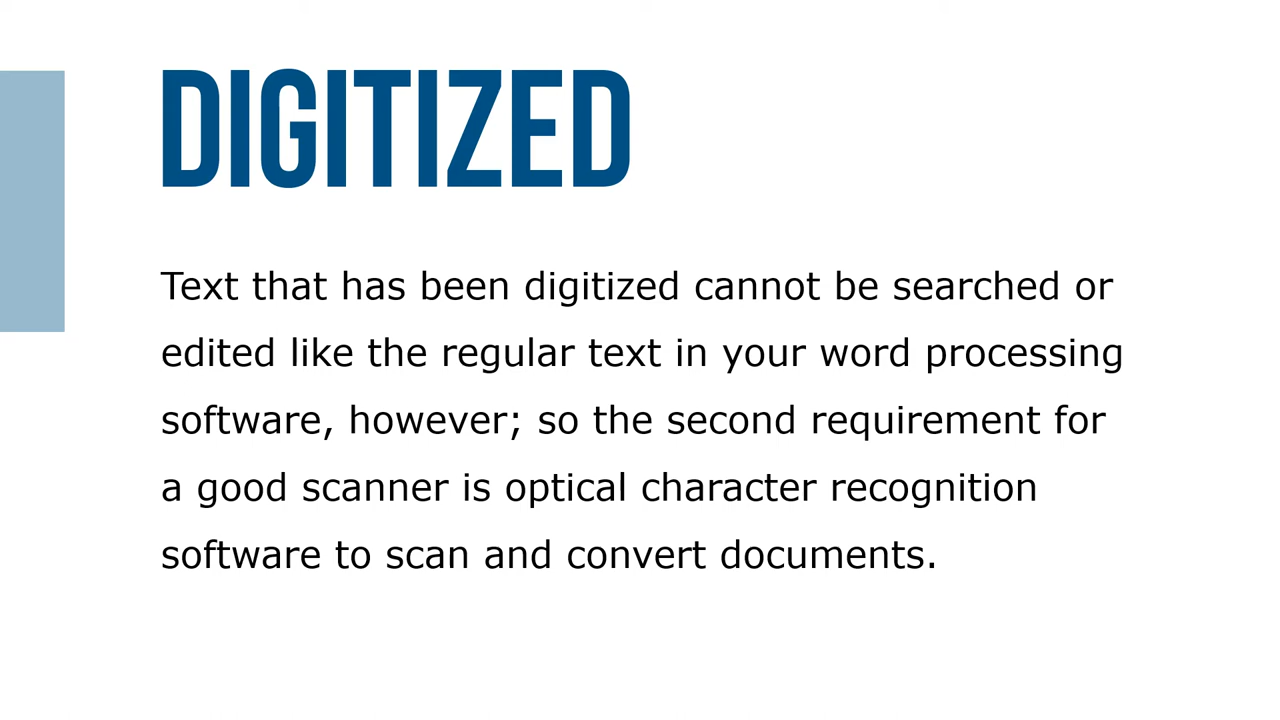 DIGITIZED
Text that has been digitized cannot be searched or
edited like the regular text in your word processing
software, however; so the second requirement for
a good scanner is optical character recognition
software to scan and convert documents.